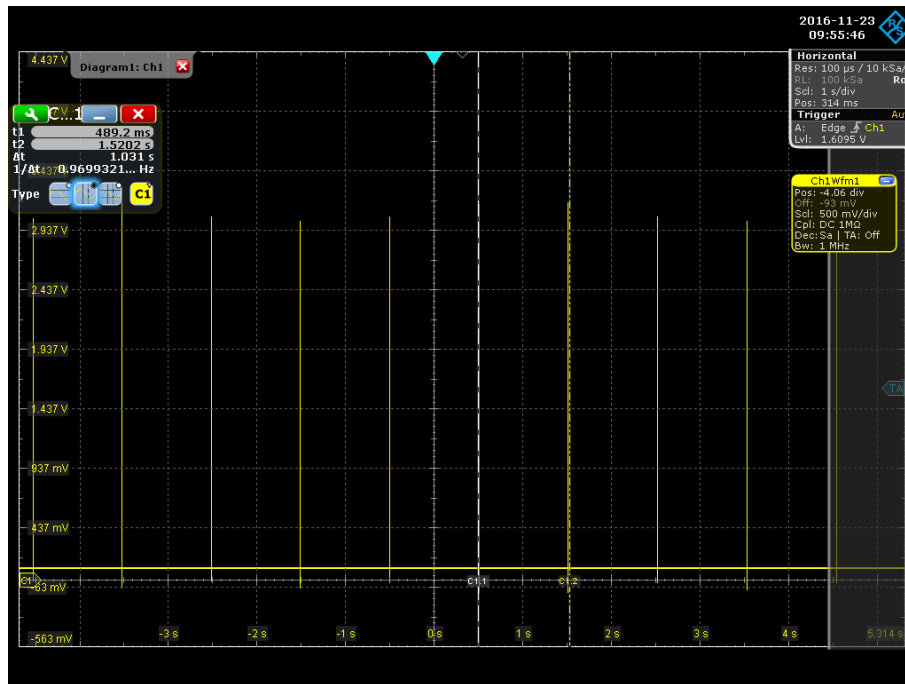 2016-11-23
09:55:46
4.437 V
Diagram1: Ch1
Horizontal
Res: 100 µs / 10 kSa/
RL: 100 kSa Ro
Scl: 1 s/div
Pos: 314 ms
Trigger Au
A: Edge Ch1
Lvl: 1.6095 V
C...1
t1 489.2 ms
t2 1.5202 s
Δt 1.031 s
1/Δt 0.9699321... Hz
Type C1
Ch1Wfm1
Pos: -4.06 div
Off: -93 mV
Scl: 500 mV/div
Cpl: DC 1MΩ
Dec: Sa | TA: Off
Bw: 1 MHz
2.937 V
2.437 V
1.937 V
TA
1.437 V
937 mV
437 mV
C1
-63 mV
C1.1
C1.2
-563 mV
-3 s
-2 s
-1 s
0 s
1 s
2 s
3 s
4 s
5.314 s